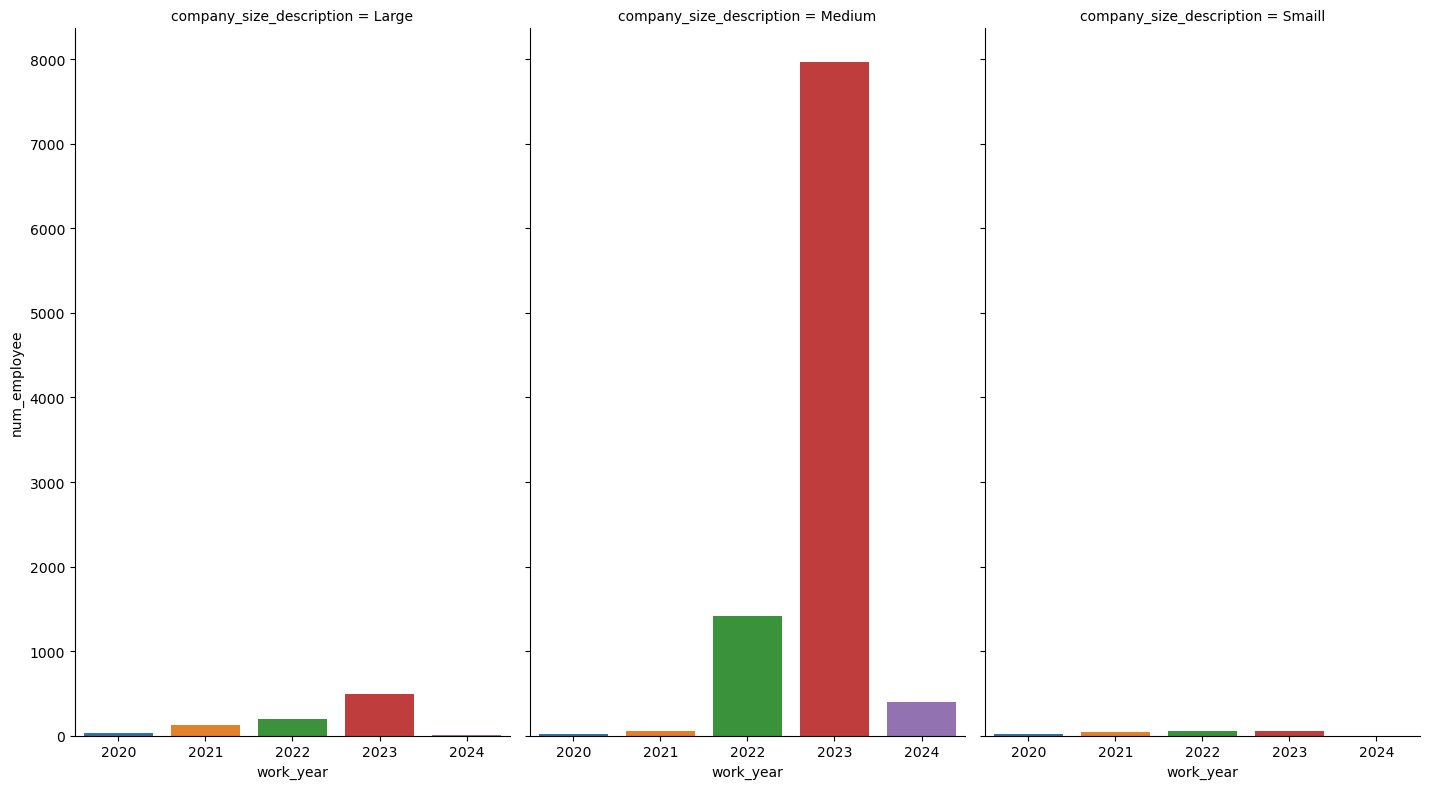 company_size_description = Large
company_size_description = Medium
company_size_description = Smaill
8000
7000
6000
5000
4000
3000
2000
1000
0
num_employee
2020 2021 2022 2023 2024
2020 2021 2022 2023 2024
2020 2021 2022 2023 2024
work_year
work_year
work_year